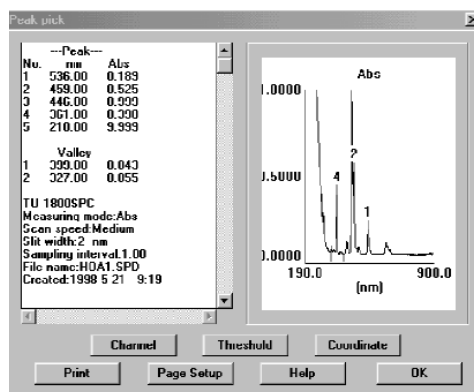 Peak pick
---Peak---
No. nm Abs
1 536.00 0.189
2 459.00 0.525
3 446.00 0.999
4 361.00 0.390
5 210.00 9.999
Valley
1 399.00 0.043
2 327.00 0.055
TU 1800SPC
Measuring mode:Abs
Scan speed:Medium
Slit width:2 nm
Sampling interval:1.00
File name:HOA1.SPD
Created:1998 5 21 9:19
Abs
1.0000
0.5000
0.0000
4
2
1
190.0 900.0
(nm)
Channel Threshold Coordinate
Print Page Setup Help OK